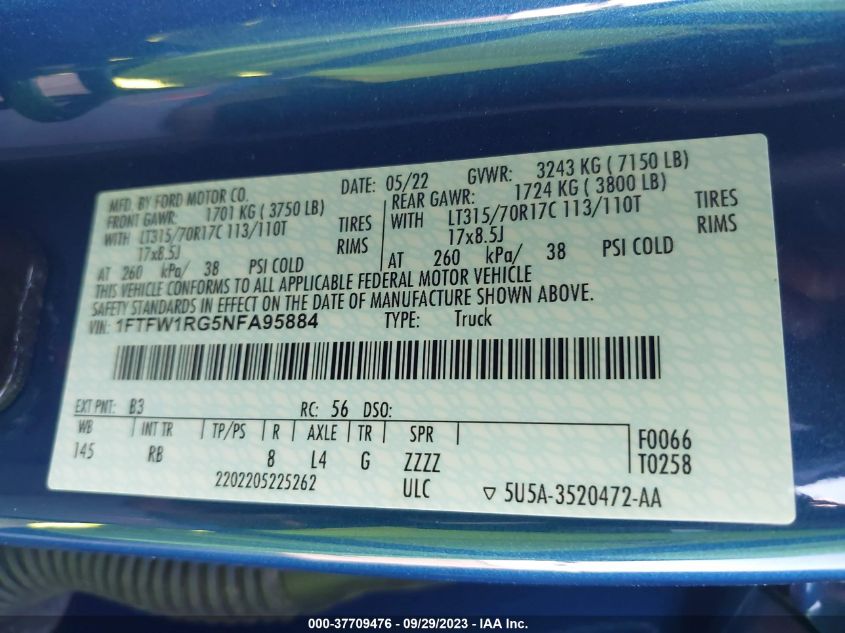 MFD. BY FORD MOTOR CO. DATE: 05/22 GVWR: 3243 KG ( 7150 LB)
FRONT GAWR: 1701 KG ( 3750 LB) REAR GAWR: 1724 KG ( 3800 LB)
WITH LT315/70R17C 113/110T TIRES WITH LT315/70R17C 113/110T TIRES
17x8.5J RIMS 17x8.5J RIMS
AT 260 kPa/ 38 PSI COLD AT 260 kPa/ 38 PSI COLD
THIS VEHICLE CONFORMS TO ALL APPLICABLE FEDERAL MOTOR VEHICLE
SAFETY STANDARDS IN EFFECT ON THE DATE OF MANUFACTURE SHOWN ABOVE.
VIN: 1FTFW1RG5NFA95884 TYPE: Truck
EXT PNT: B3 RC: 56 DSO:
WB INT TR TP/PS R AXLE TR SPR F0066
145 RB 8 L4 G ZZZZ T0258
2202205225262 ULC ▽ 5U5A-3520472-AA
000-37709476 - 09/29/2023 - IAA Inc.